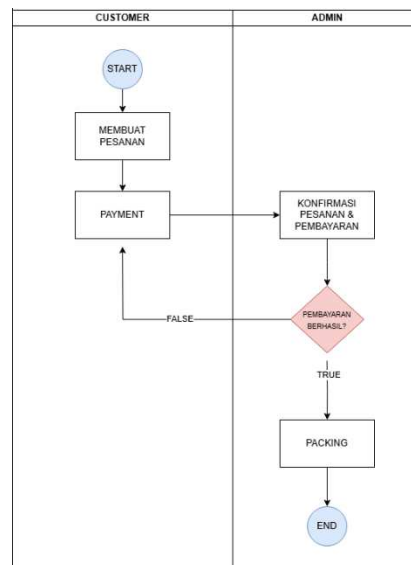 CUSTOMER
ADMIN
START
MEMBUAT
PESANAN
PAYMENT
KONFIRMASI
PESANAN &
PEMBAYARAN
PEMBAYARAN
BERHASIL?
FALSE
TRUE
PACKING
END